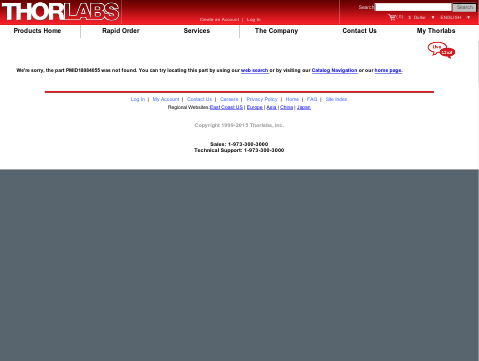 THORLABS
Search
Search
Create an Account | Log In
(0) $ Dollar ▼ ENGLISH ▼
Products Home Rapid Order Services The Company Contact Us My Thorlabs
Live
Chat
We're sorry, the part PMID18084655 was not found. You can try locating this part by using our web search or by visiting our Catalog Navigation or our home page.
Log In | My Account | Contact Us | Careers | Privacy Policy | Home | FAQ | Site Index
Regional Websites:East Coast US | Europe | Asia | China | Japan
Copyright 1999-2015 Thorlabs, Inc.
Sales: 1-973-300-3000
Technical Support: 1-973-300-3000